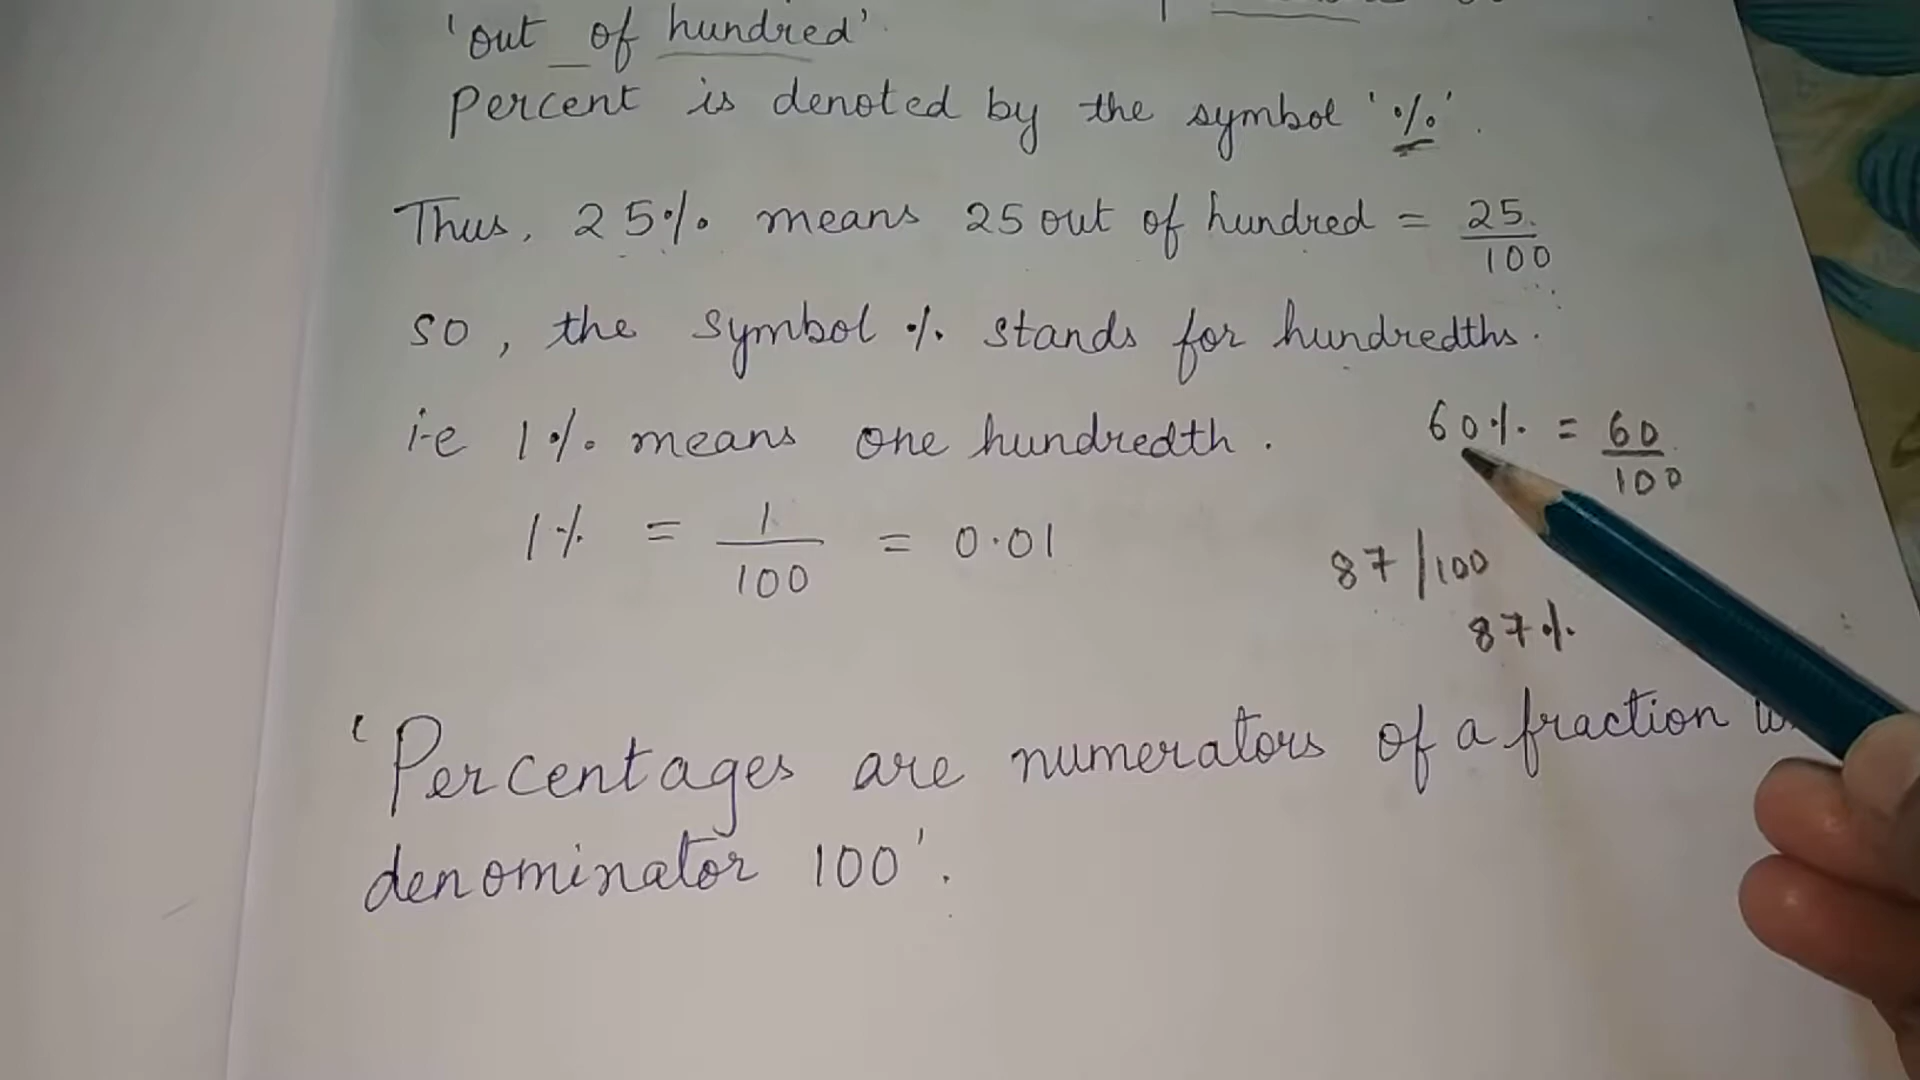 'out of hundred'.
Percent is denoted by the symbol '%'.
Thus, 25% means 25 out of hundred = 25/100
so, the symbol % stands for hundredths.
i-e 1% means one hundredth.
60% = 60/100
1% = 1/100 = 0.01
87/100
87%
'Percentages are numerators of a fraction
denominator 100'.